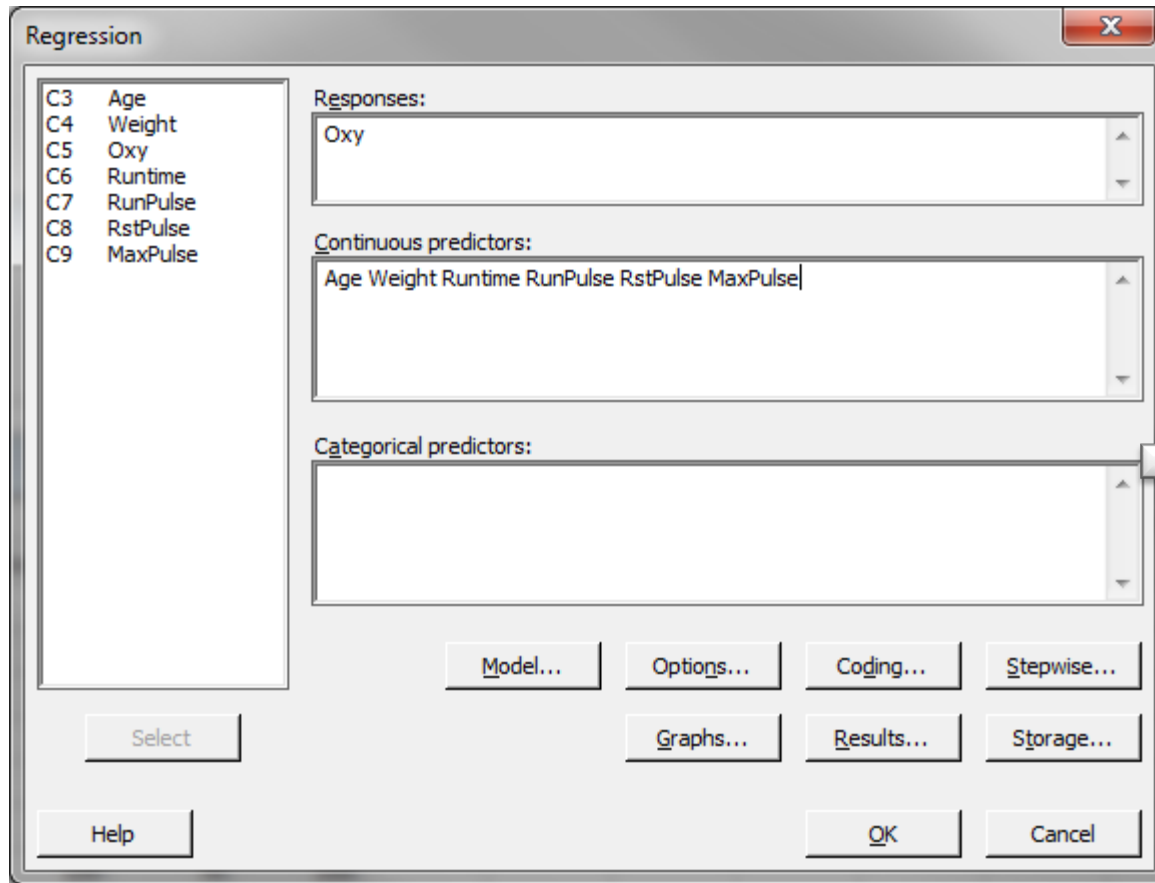 Regression
X
C3 Age
C4 Weight
C5 Oxy
C6 Runtime
C7 RunPulse
C8 RstPulse
C9 MaxPulse
Responses:
Oxy
Continuous predictors:
Age Weight Runtime RunPulse RstPulse MaxPulse
Categorical predictors:
Model... Options... Coding... Stepwise...
Select Graphs... Results... Storage...
Help OK Cancel